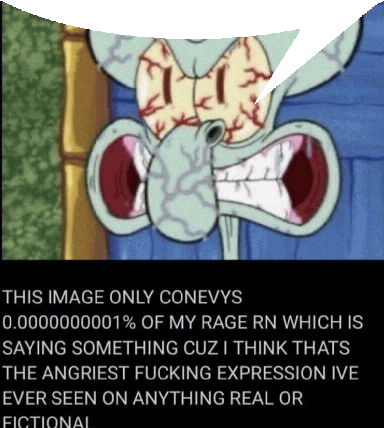 THIS IMAGE ONLY CONEVYS
0.0000000001% OF MY RAGE RN WHICH IS
SAYING SOMETHING CUZ I THINK THATS
THE ANGRIEST FUCKING EXPRESSION IVE
EVER SEEN ON ANYTHING REAL OR
FICTIONAL